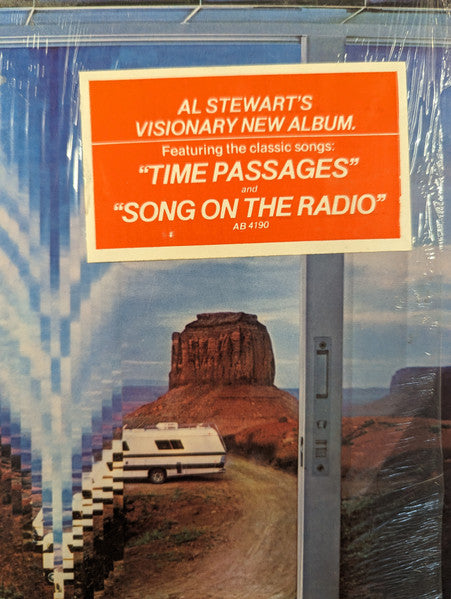 AL STEWART'S
VISIONARY NEW ALBUM.
Featuring the classic songs:
"TIME PASSAGES"
and
"SONG ON THE RADIO"
AB 4190